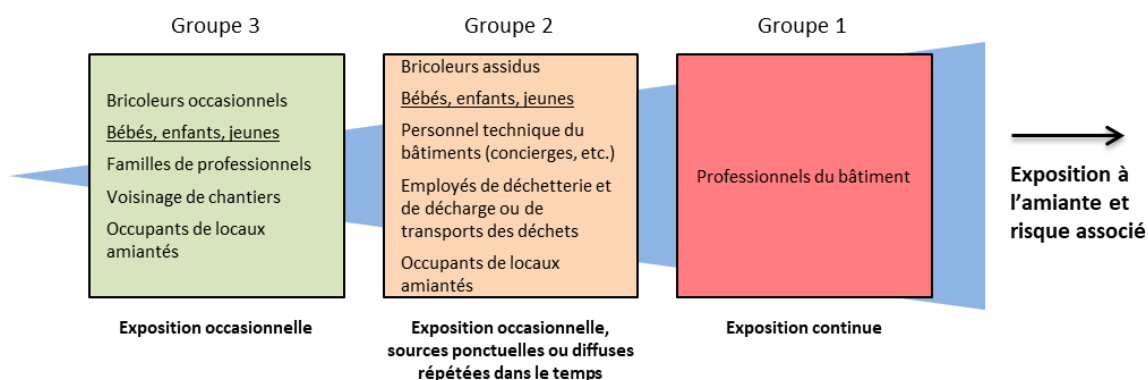 Groupe 3
Bricoleurs occasionnels
Bébés, enfants, jeunes
Familles de professionnels
Voisinage de chantiers
Occupants de locaux
amiantés
Exposition occasionnelle
Groupe 2
Bricoleurs assidus
Bébés, enfants, jeunes
Personnel technique du
bâtiments (concierges, etc.)
Employés de déchetterie et
de décharge ou de
transports des déchets
Occupants de locaux
amiantés
Exposition occasionnelle,
sources ponctuelles ou diffuses
répétées dans le temps
Groupe 1
Professionnels du bâtiment
Exposition continue
Exposition à
l'amiante et
risque associé